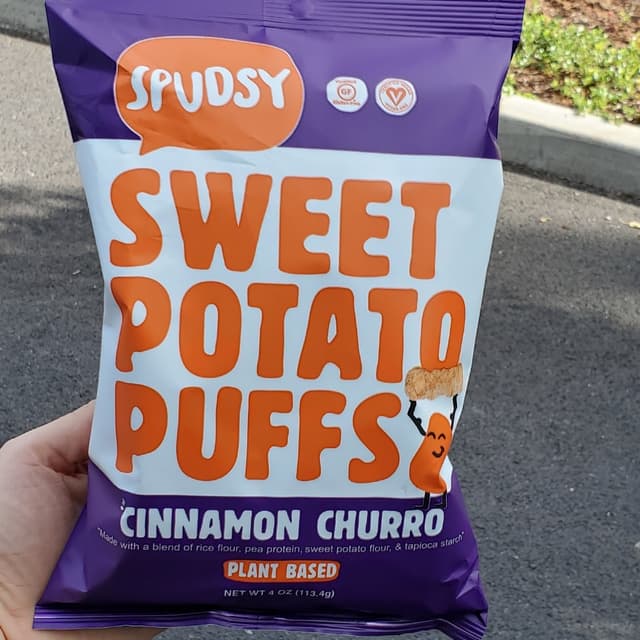 SPUDSY
GF
SWEET
POTATO
PUFFS
CINNAMON CHURRO
"Made with a blend of rice flour, pea protein, sweet potato flour, & tapioca starch"
PLANT BASED
NET WT 4 OZ (113.4g)